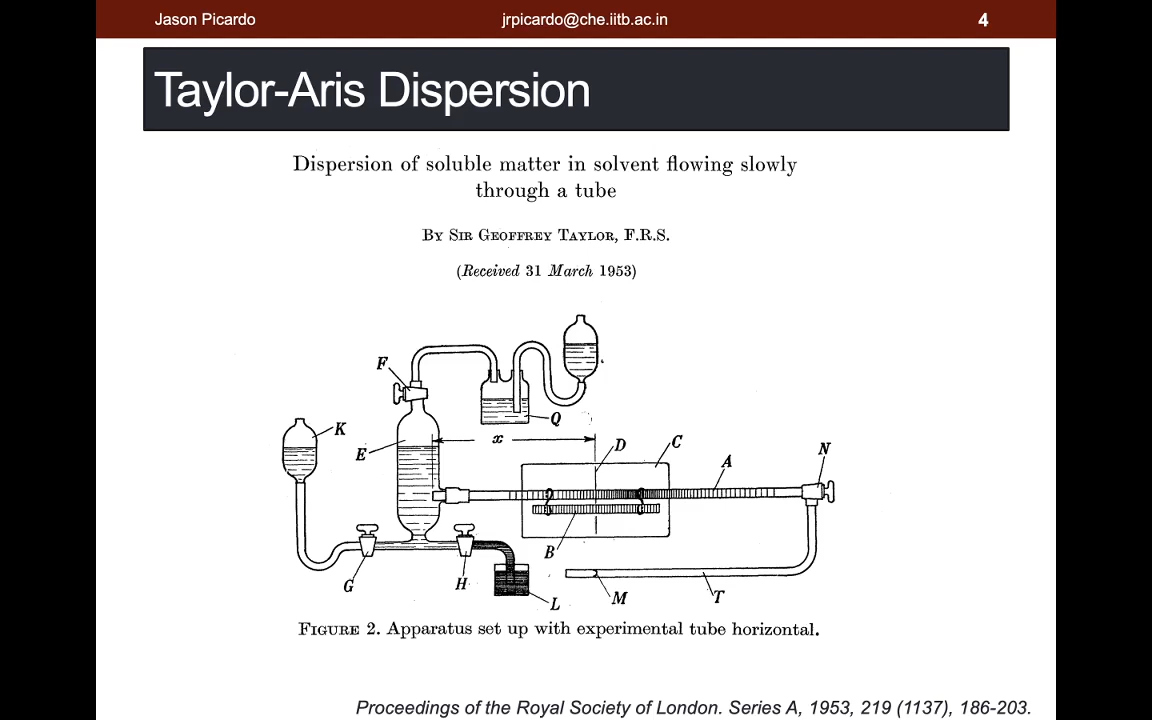 Jason Picardo jrpicardo@che.iitb.ac.in 4
Taylor-Aris Dispersion
Dispersion of soluble matter in solvent flowing slowly
through a tube
By Sir Geoffrey Taylor, F.R.S.
(Received 31 March 1953)
F
Q
K
E
x
D
C
A
N
B
G
H
L
M
T
Figure 2. Apparatus set up with experimental tube horizontal.
Proceedings of the Royal Society of London. Series A, 1953, 219 (1137), 186-203.